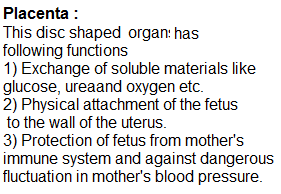 Placenta :
This disc shaped organs has
following functions
1) Exchange of soluble materials like
glucose, ureaand oxygen etc.
2) Physical attachment of the fetus
to the wall of the uterus.
3) Protection of fetus from mother's
immune system and against dangerous
fluctuation in mother's blood pressure.